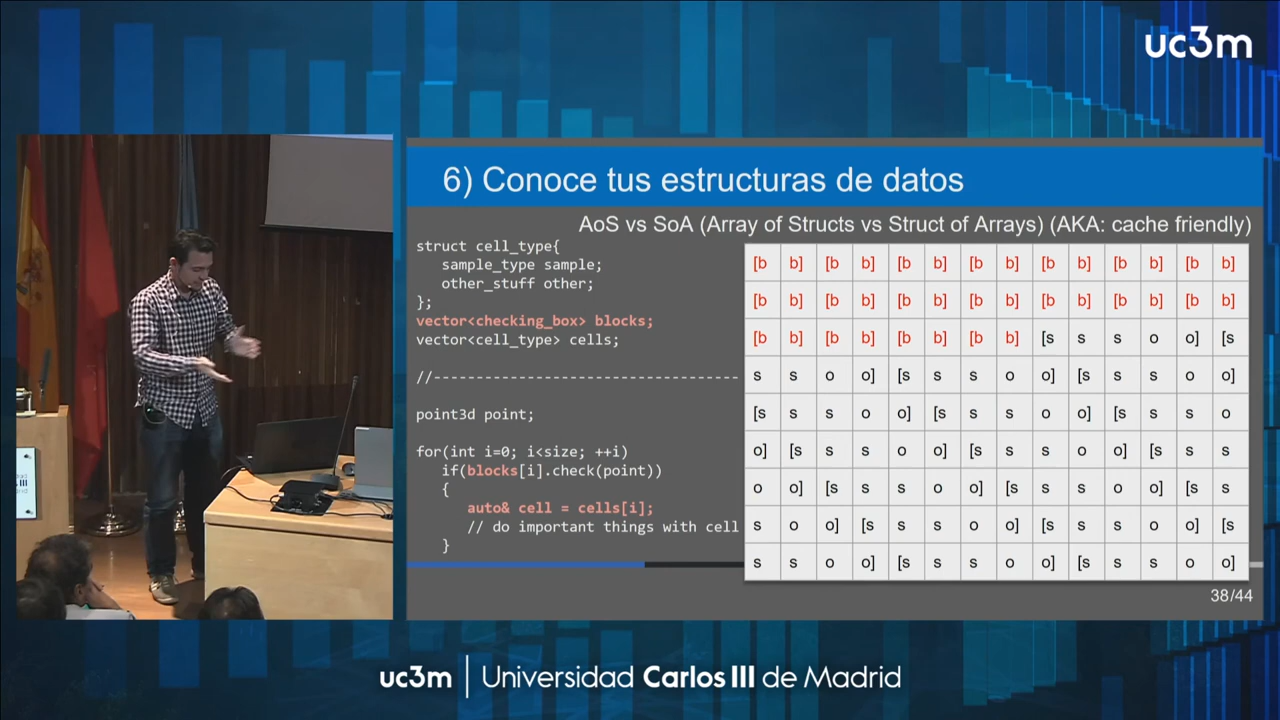 uc3m
6) Conoce tus estructuras de datos
AoS vs SoA (Array of Structs vs Struct of Arrays) (AKA: cache friendly)
struct cell_type{
sample_type sample;
other_stuff other;
};
vector<checking_box> blocks;
vector<cell_type> cells;
//------------------------------------
point3d point;
for(int i=0; i<size; ++i)
if(blocks[i].check(point))
{
auto& cell = cells[i];
// do important things with cell
}
[b b] [b b] [b b] [b b] [b b] [b b] [b b]
[b b] [b b] [b b] [b b] [b b] [b b] [b b]
[b b] [b b] [b b] [b b] [s s s o o] [s
s s o o] [s s s o o] [s s s o o]
[s s s o o] [s s s o o] [s s s o
o] [s s s o o] [s s s o o] [s s
o o] [s s s o o] [s s s o o] [s s
s o o] [s s s o o] [s s s o o] [s
s s o o] [s s s o o] [s s s o o]
38/44
uc3m | Universidad Carlos III de Madrid